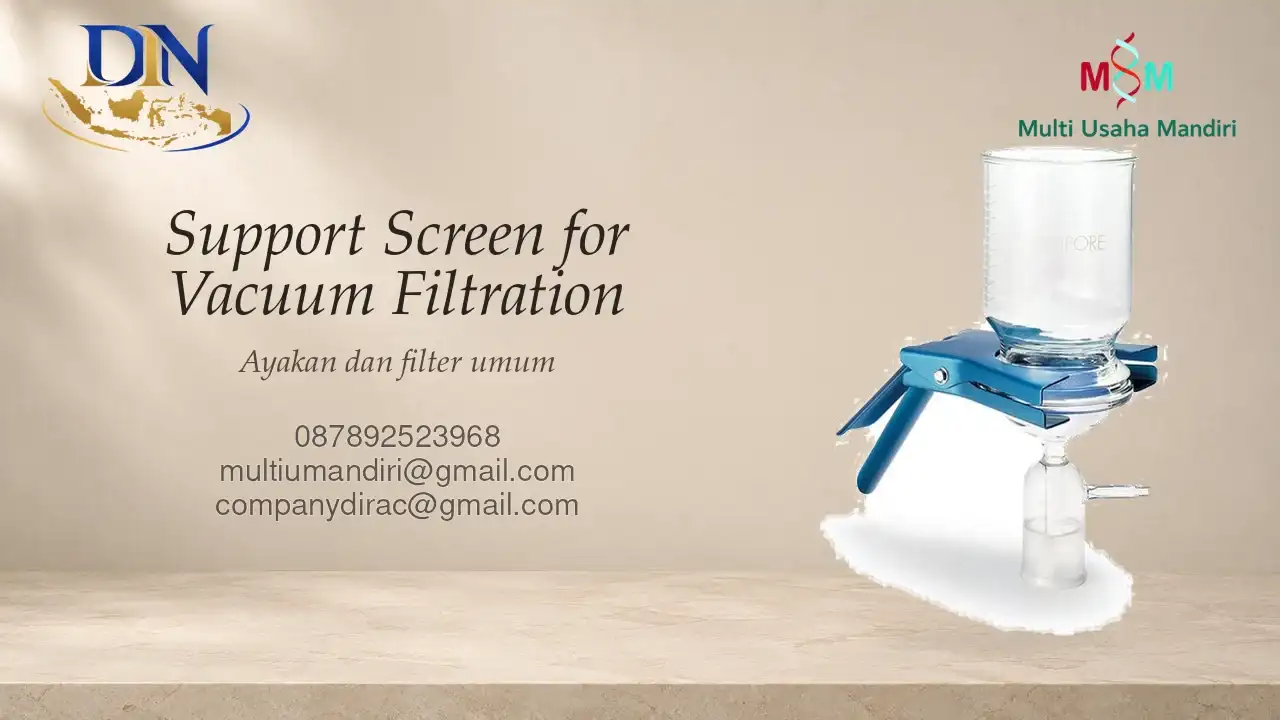 DIN
M M
Multi Usaha Mandiri
PORE
Support Screen for
Vacuum Filtration
Ayakan dan filter umum
087892523968
multiumandiri@gmail.com
companydirac@gmail.com